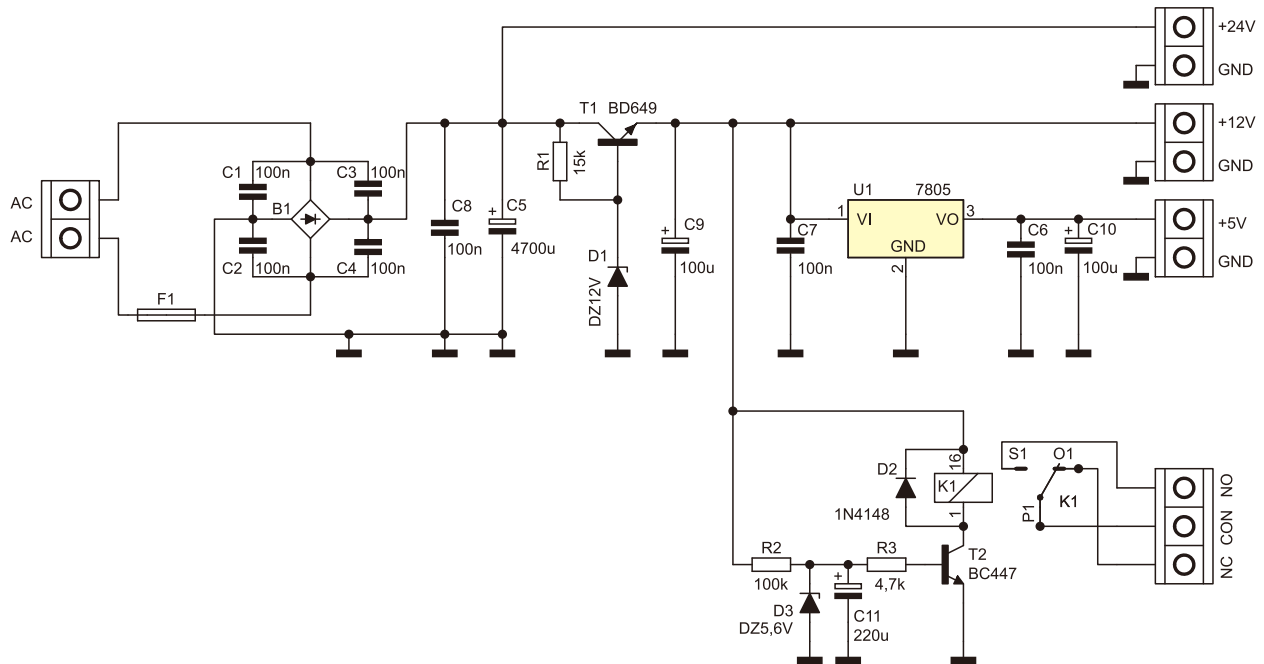 +24V
GND
T1 BD649
+12V
GND
R1
15k
C1 100n
C3 100n
AC
AC
B1
C2 100n
C4 100n
F1
C8
100n
+
C5
4700u
D1
DZ12V
+
C9
100u
C7
100n
U1 7805
1 VI VO 3
GND
2
C6
100n
+
C10
100u
+5V
GND
D2
1N4148
16
K1
1
S1 O1
P1
K1
NO
CON
NC
R2
100k
R3
4,7k
T2
BC447
D3
DZ5,6V
+
C11
220u